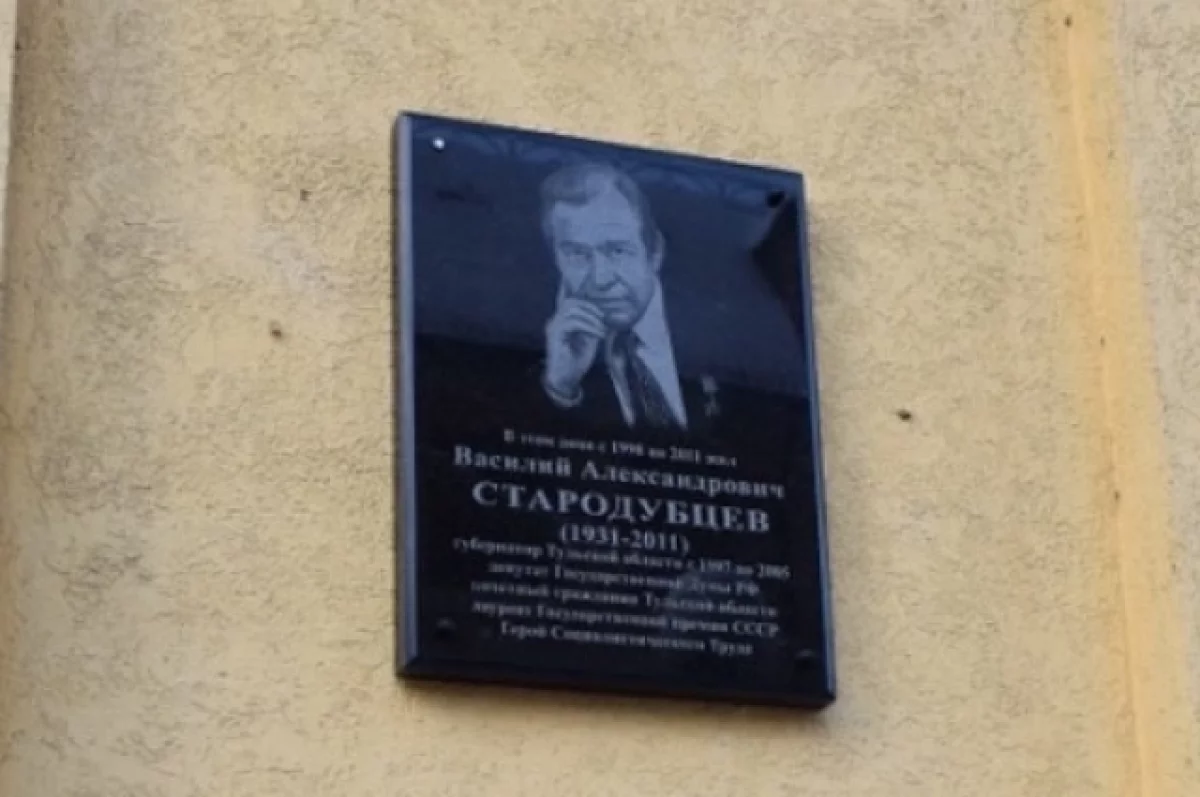 В этом доме с 1998 по 2011 жил
Василий Александрович
СТАРОДУБЦЕВ
(1931-2011)
губернатор Тульской области с 1997 по 2005
депутат Государственной Думы РФ
почетный гражданин Тульской области
лауреат Государственной премии СССР
Герой Социалистического Труда